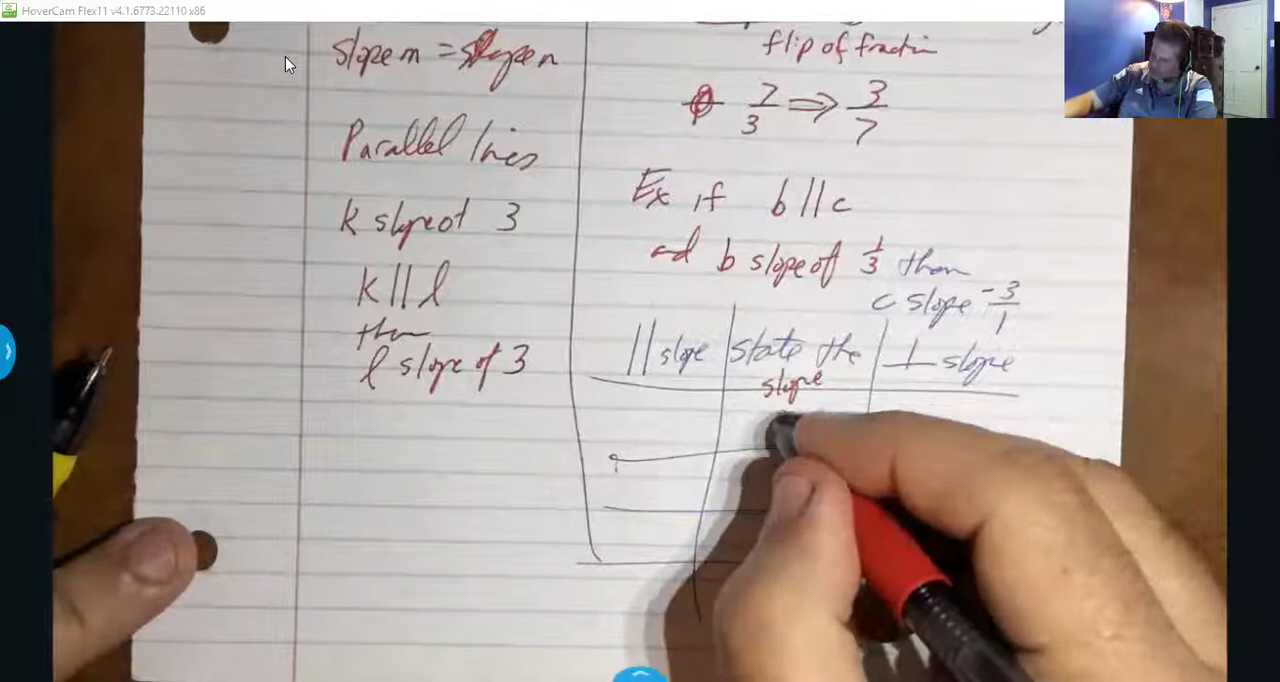 HoverCam Flex11 v4.1.6773.22110 x86
slope m = slope n
Parallel lines
k slope of 3
k || l
then
l slope of 3
flip of fraction
7/3 ⇒ 3/7
Ex if b || c
and b slope of 1/3 then
c slope -3/1
|| slope | state the slope | ⊥ slope